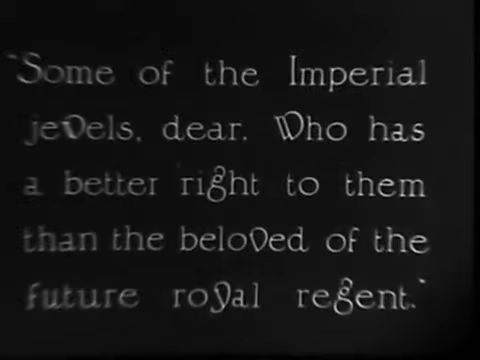 "Some of the Imperial
jewels, dear. Who has
a better right to them
than the beloved of the
future royal regent."